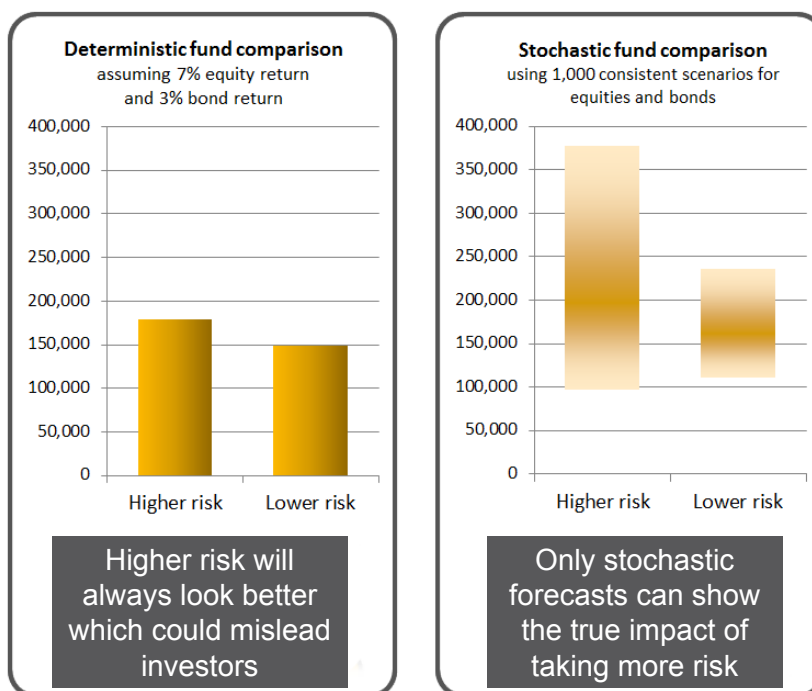 Deterministic fund comparison
assuming 7% equity return
and 3% bond return
400,000
350,000
300,000
250,000
200,000
150,000
100,000
50,000
0
Higher risk
Lower risk
Higher risk will
always look better
which could mislead
investors
Stochastic fund comparison
using 1,000 consistent scenarios for
equities and bonds
400,000
350,000
300,000
250,000
200,000
150,000
100,000
50,000
0
Higher risk
Lower risk
Only stochastic
forecasts can show
the true impact of
taking more risk